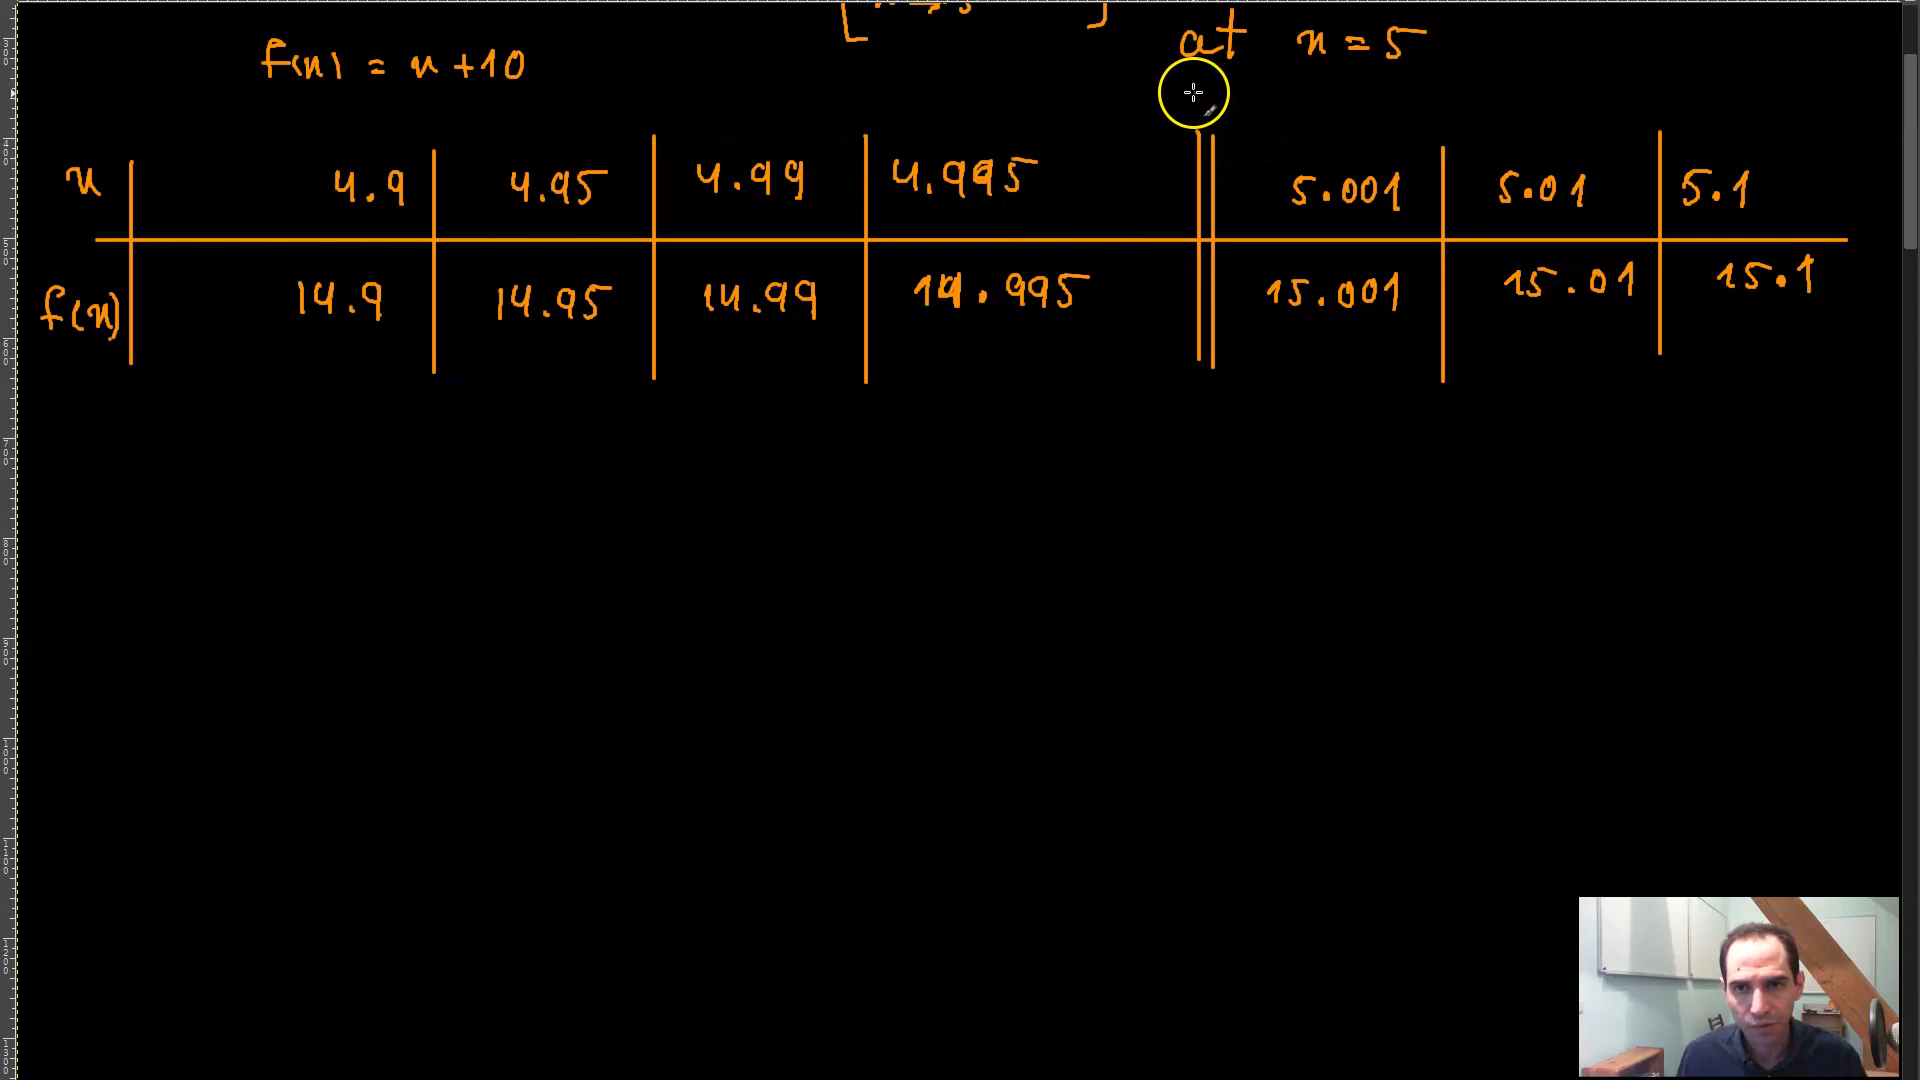 at x = 5
f(x) = x + 10
x 4.9 4.95 4.99 4.995 5.001 5.01 5.1
f(x) 14.9 14.95 14.99 14.995 15.001 15.01 15.1